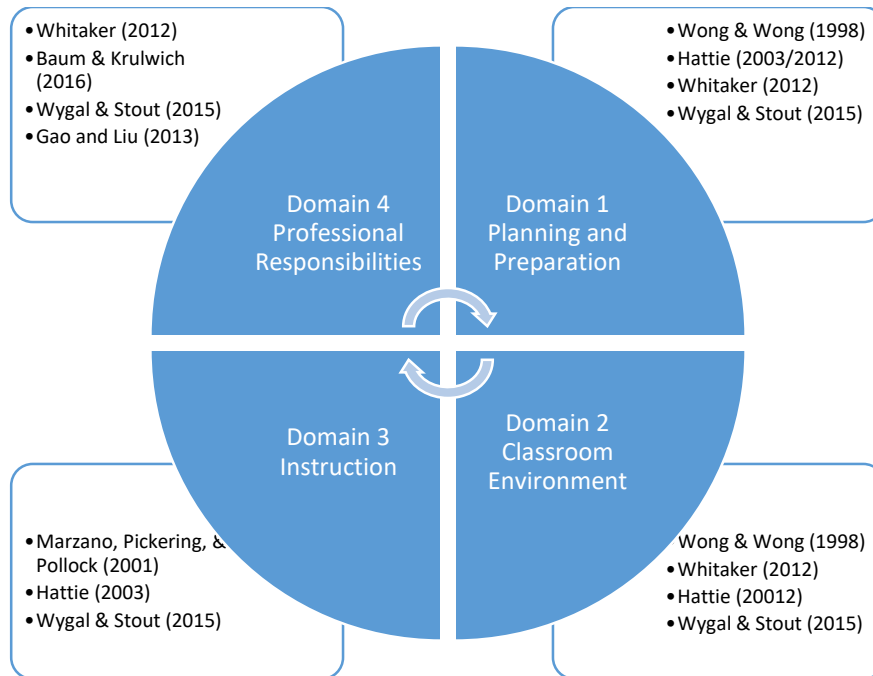 •Whitaker (2012)
•Baum & Krulwich
(2016)
•Wygal & Stout (2015)
•Gao and Liu (2013)
•Wong & Wong (1998)
•Hattie (2003/2012)
•Whitaker (2012)
•Wygal & Stout (2015)
Domain 4
Professional
Responsibilities
Domain 1
Planning and
Preparation
Domain 3
Instruction
Domain 2
Classroom
Environment
•Marzano, Pickering, &
Pollock (2001)
•Hattie (2003)
•Wygal & Stout (2015)
Wong & Wong (1998)
•Whitaker (2012)
•Hattie (20012)
•Wygal & Stout (2015)